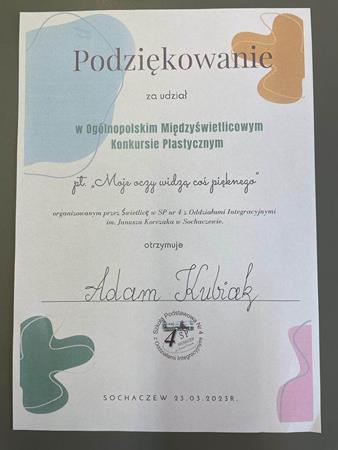 Podziękowanie
za udział
w Ogólnopolskim Międzyświetlicowym
Konkursie Plastycznym
pt. „Moje oczy widzą coś pięknego"
organizowanym przez Świetlicę w SP nr 4 z Oddziałami Integracyjnymi
im. Janusza Korczaka w Sochaczewie.
otrzymuje
Adam Kubiak
Szkoła Podstawowa Nr 4
z Oddziałami Integracyjnymi
4 SP
SOCHACZEW 23.03.2023R.